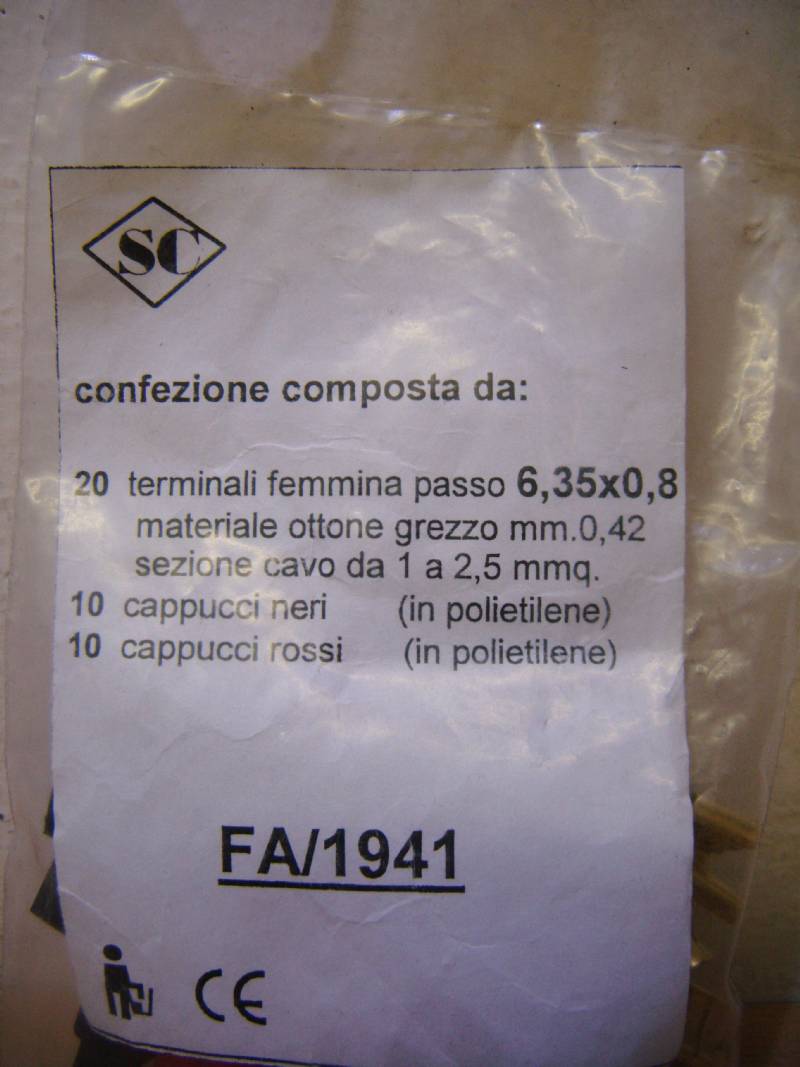 SC
confezione composta da:
20 terminali femmina passo 6,35x0,8
materiale ottone grezzo mm.0,42
sezione cavo da 1 a 2,5 mmq.
10 cappucci neri (in polietilene)
10 cappucci rossi (in polietilene)
FA/1941
CE